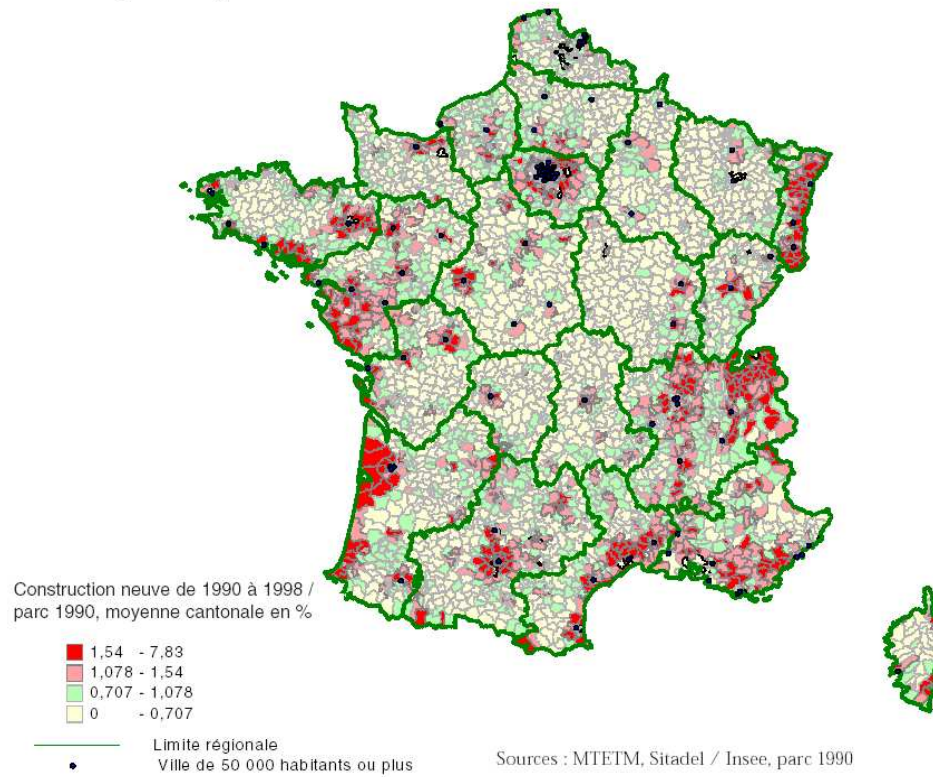 Construction neuve de 1990 à 1998 /
parc 1990, moyenne cantonale en %
1,54 - 7,83
1,078 - 1,54
0,707 - 1,078
0 - 0,707
Limite régionale
Ville de 50 000 habitants ou plus
Sources : MTETM, Sitadel / Insee, parc 1990